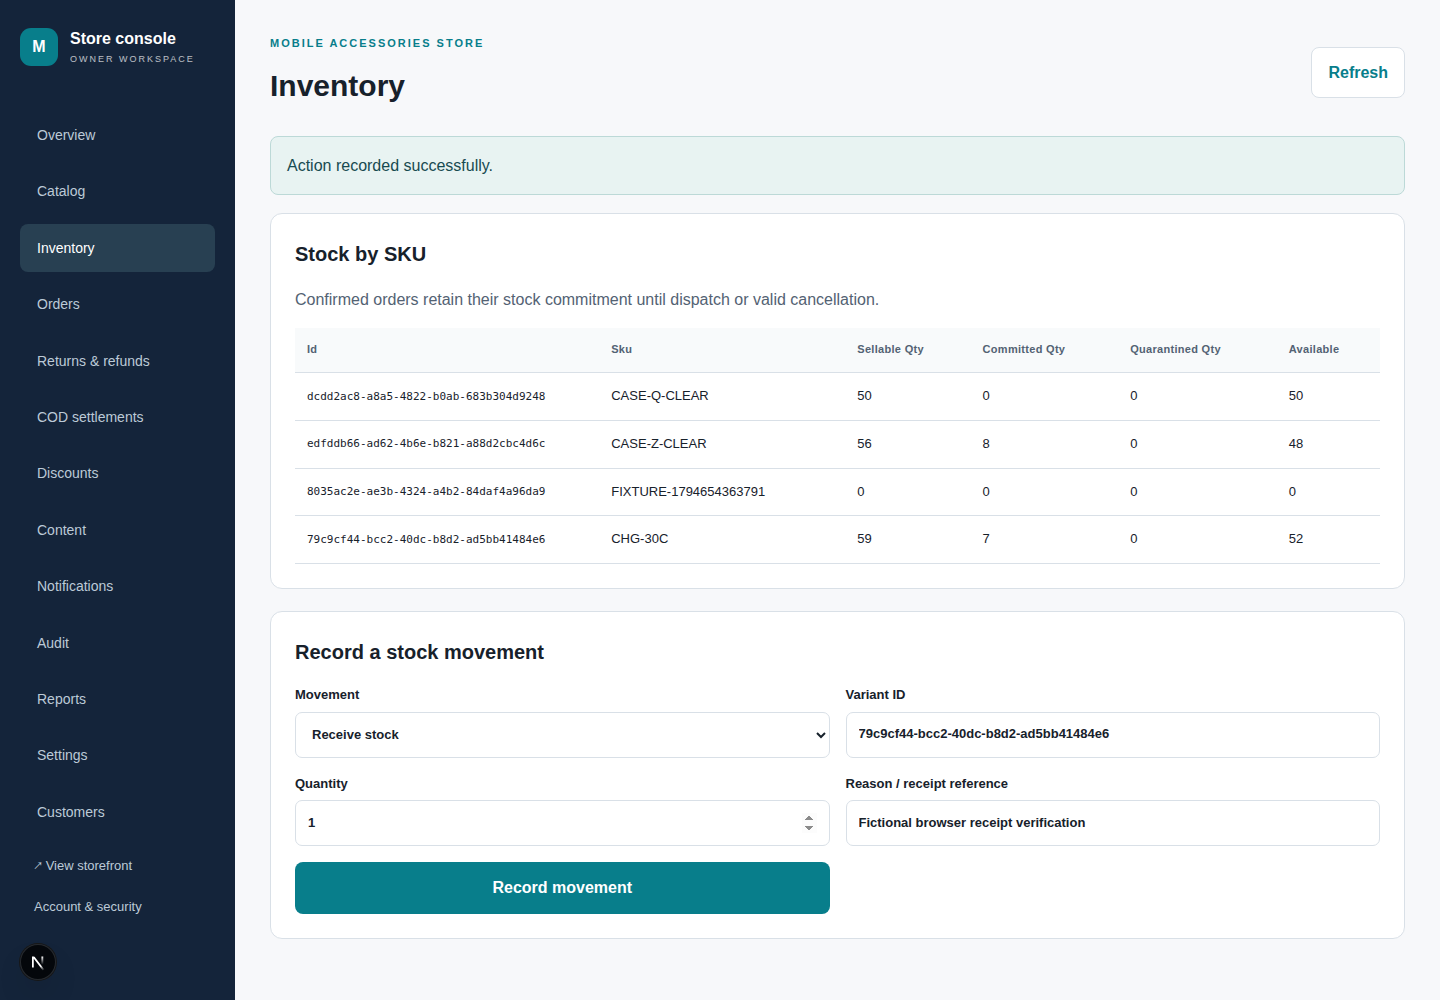 M
Store console
OWNER WORKSPACE
Overview
Catalog
Inventory
Orders
Returns & refunds
COD settlements
Discounts
Content
Notifications
Audit
Reports
Settings
Customers
↗ View storefront
Account & security
N
MOBILE ACCESSORIES STORE
Inventory
Refresh
Action recorded successfully.
Stock by SKU
Confirmed orders retain their stock commitment until dispatch or valid cancellation.
Id Sku Sellable Qty Committed Qty Quarantined Qty Available
dcdd2ac8-a8a5-4822-b0ab-683b304d9248 CASE-Q-CLEAR 50 0 0 50
edfddb66-ad62-4b6e-b821-a88d2cbc4d6c CASE-Z-CLEAR 56 8 0 48
8035ac2e-ae3b-4324-a4b2-84daf4a96da9 FIXTURE-1794654363791 0 0 0 0
79c9cf44-bcc2-40dc-b8d2-ad5bb41484e6 CHG-30C 59 7 0 52
Record a stock movement
Movement Variant ID
Receive stock 79c9cf44-bcc2-40dc-b8d2-ad5bb41484e6
Quantity Reason / receipt reference
1 Fictional browser receipt verification
Record movement